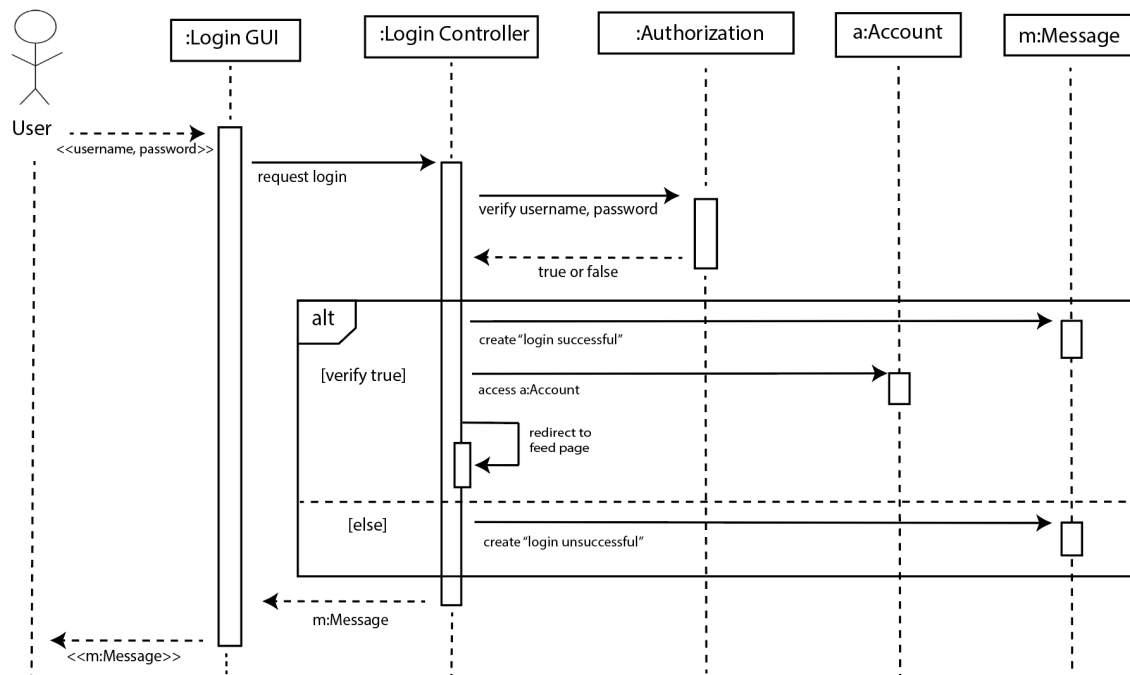 :Login GUI
:Login Controller
:Authorization
a:Account
m:Message
User
<<username, password>>
request login
verify username, password
true or false
alt
create “login successful”
[verify true]
access a:Account
redirect to
feed page
[else]
create “login unsuccessful”
m:Message
<<m:Message>>